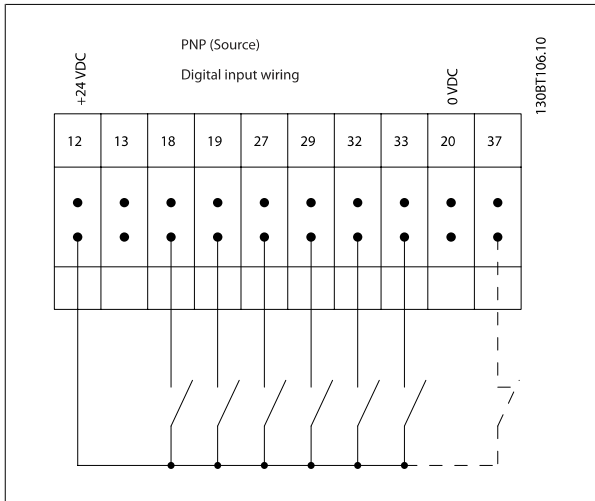 PNP (Source)
Digital input wiring
+24 VDC
0 VDC
130BT106.10
12 13 18 19 27 29 32 33 20 37